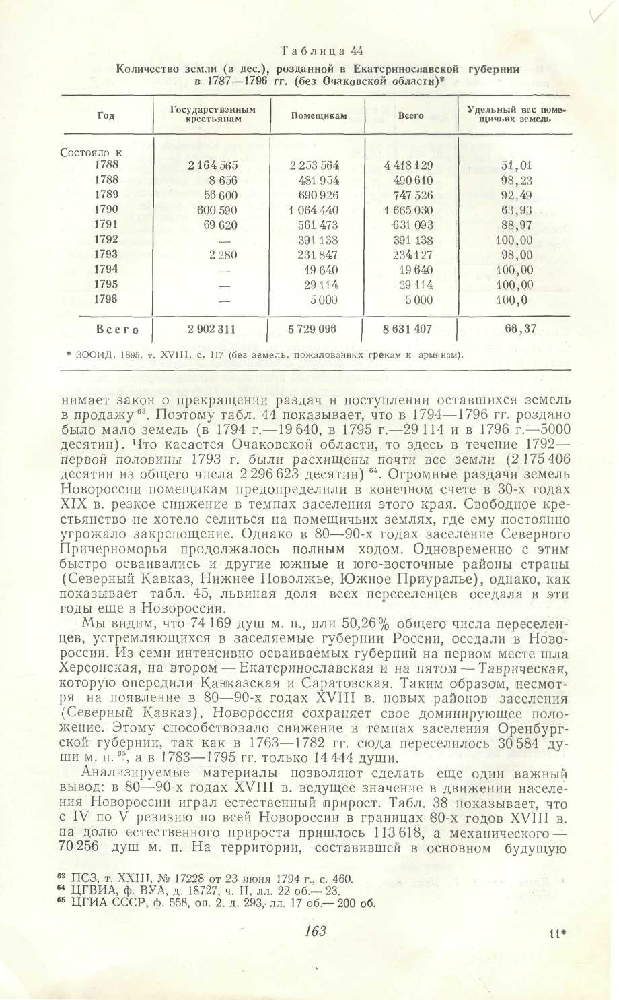 Таблица 44
Количество земли (в дес.), розданной в Екатеринославской губернии
в 1787—1796 гг. (без Очаковской области)*
Год Государственным крестьянам Помещикам Всего Удельный вес поме-щичьих земель
Состояло к
1788 2 164 565 2 253 564 4 418 129 51,01
1788 8 656 481 954 490 610 98,23
1789 56 600 690 926 747 526 92,49
1790 600 590 1 064 440 1 665 030 63,93
1791 69 620 561 473 631 093 88,97
1792 — 391 138 391 138 100,00
1793 2 280 231 847 234 127 98,00
1794 — 19 640 19 640 100,00
1795 — 29 114 29 114 100,00
1796 — 5 000 5 000 100,0
Всего 2 902 311 5 729 096 8 631 407 66,37
* ЗООИД, 1895, т. XVIII, с. 117 (без земель, пожалованных грекам и армянам).
нимает закон о прекращении раздач и поступлении оставшихся земель
в продажу 63. Поэтому табл. 44 показывает, что в 1794—1796 гг. роздано
было мало земель (в 1794 г.—19 640, в 1795 г.—29 114 и в 1796 г.—5000
десятин). Что касается Очаковской области, то здесь в течение 1792—
первой половины 1793 г. были расхищены почти все земли (2 175 406
десятин из общего числа 2 296 623 десятин) 64. Огромные раздачи земель
Новороссии помещикам предопределили в конечном счете в 30-х годах
XIX в. резкое снижение в темпах заселения этого края. Свободное кре-
стьянство не хотело селиться на помещичьих землях, где ему постоянно
угрожало закрепощение. Однако в 80—90-х годах заселение Северного
Причерноморья продолжалось полным ходом. Одновременно с этим
быстро осваивались и другие южные и юго-восточные районы страны
(Северный Кавказ, Нижнее Поволжье, Южное Приуралье), однако, как
показывает табл. 45, львиная доля всех переселенцев оседала в эти
годы еще в Новороссии.
Мы видим, что 74 169 душ м. п., или 50,26% общего числа переселен-
цев, устремляющихся в заселяемые губернии России, оседали в Ново-
россии. Из семи интенсивно осваиваемых губерний на первом месте шла
Херсонская, на втором — Екатеринославская и на пятом — Таврическая,
которую опередили Кавказская и Саратовская. Таким образом, несмот-
ря на появление в 80—90-х годах XVIII в. новых районов заселения
(Северный Кавказ), Новороссия сохраняет свое доминирующее поло-
жение. Этому способствовало снижение в темпах заселения Оренбург-
ской губернии, так как в 1763—1782 гг. сюда переселилось 30 584 ду-
ши м. п. 65, а в 1783—1795 гг. только 14 444 души.
Анализируемые материалы позволяют сделать еще один важный
вывод: в 80—90-х годах XVIII в. ведущее значение в движении населе-
ния Новороссии играл естественный прирост. Табл. 38 показывает, что
с IV по V ревизию по всей Новороссии в границах 80-х годов XVIII в.
на долю естественного прироста пришлось 113 618, а механического —
70 256 душ м. п. На территории, составившей в основном будущую
63 ПСЗ, т. XXIII, № 17228 от 23 июня 1794 г., с. 460.
64 ЦГВИА, ф. ВУА, д. 18727, ч. II, лл. 22 об.— 23.
65 ЦГИА СССР, ф. 558, оп. 2. д. 293, лл. 17 об.— 200 об.
163
11*